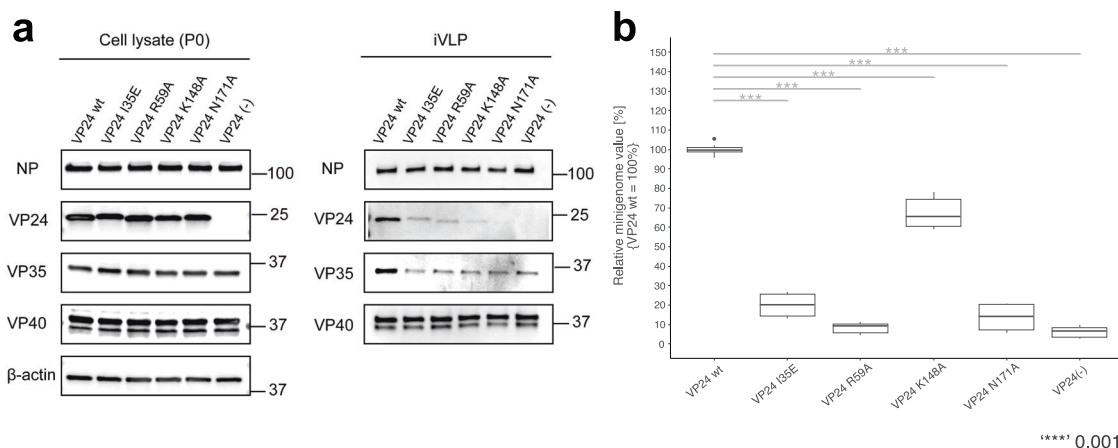 a
Cell lysate (P0)
VP24 wt
VP24 I35E
VP24 R59A
VP24 K148A
VP24 N171A
VP24 (-)
NP
100
VP24
25
VP35
37
VP40
37
β-actin
37
iVLP
VP24 wt
VP24 I35E
VP24 R59A
VP24 K148A
VP24 N171A
VP24 (-)
NP
100
VP24
25
VP35
37
VP40
37
b
Relative minigenome value [%]
{VP24 wt = 100%}
150
140
130
120
110
100
90
80
70
60
50
40
30
20
10
0
***
***
***
***
***
VP24 wt
VP24 I35E
VP24 R59A
VP24 K148A
VP24 N171A
VP24(-)
‘***’ 0.001